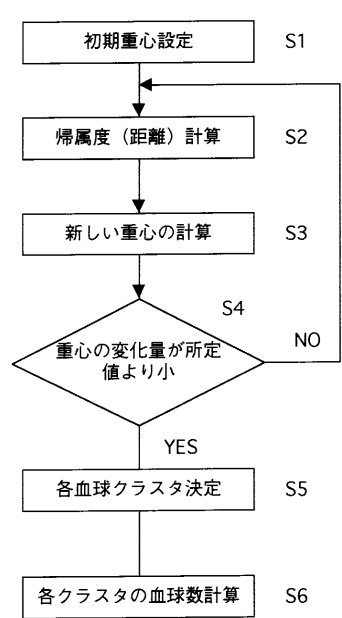 初期重心設定 S1
帰属度（距離）計算 S2
新しい重心の計算 S3
S4
重心の変化量が所定
値より小
NO
YES
各血球クラスタ決定 S5
各クラスタの血球数計算 S6